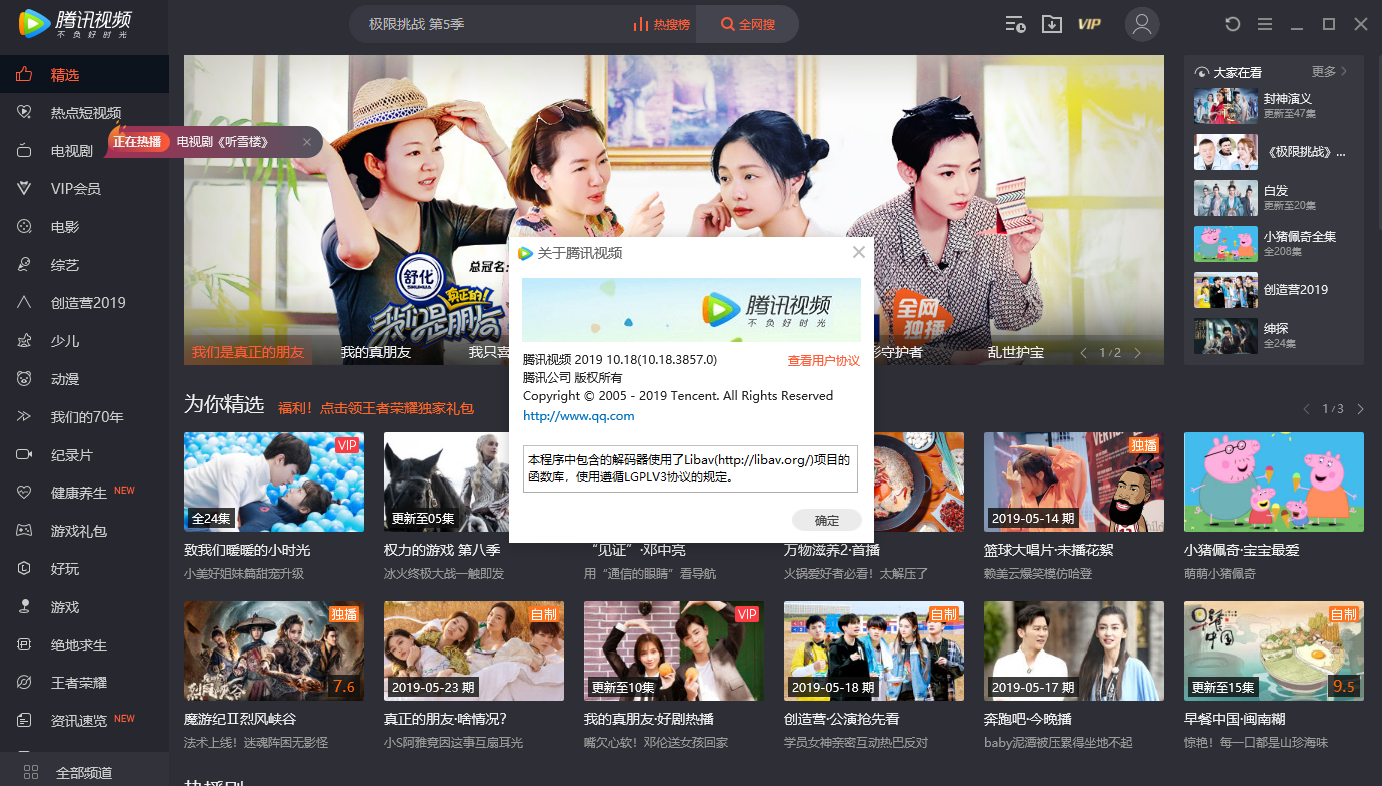 腾讯视频
不负好时光
极限挑战 第5季
热搜榜
全网搜
VIP
精选
热点短视频
正在热播 电视剧《听雪楼》
电视剧
VIP会员
电影
综艺
创造营2019
少儿
动漫
我们的70年
纪录片
健康养生 NEW
游戏礼包
好玩
游戏
绝地求生
王者荣耀
资讯速览 NEW
全部频道
舒化
SHUHUA
总冠名:
真正的!
我们是朋友
全网
独播
我们是真正的朋友
我的真朋友
我只喜
彩守护者
乱世护宝
1/2
大家在看
更多
封神演义
更新至47集
《极限挑战》...
白发
更新至20集
小猪佩奇全集
全208集
创造营2019
绅探
全24集
关于腾讯视频
腾讯视频
不负好时光
腾讯视频 2019 10.18(10.18.3857.0)
查看用户协议
腾讯公司 版权所有
Copyright © 2005 - 2019 Tencent. All Rights Reserved
http://www.qq.com
本程序中包含的解码器使用了Libav(http://libav.org/)项目的
函数库，使用遵循LGPLV3协议的规定。
确定
为你精选
福利！点击领王者荣耀独家礼包
1/3
VIP
全24集
致我们暖暖的小时光
小美好姐妹篇甜宠升级
更新至05集
权力的游戏 第八季
冰火终极大战一触即发
“见证”·邓中亮
用“通信的眼睛”看导航
万物滋养2·首播
火锅爱好者必看！太解压了
独播
2019-05-14 期
篮球大唱片·未播花絮
赖美云爆笑模仿哈登
小猪佩奇·宝宝最爱
萌萌小猪佩奇
独播
7.6
魔游纪Ⅱ烈风峡谷
法术上线！迷魂阵困无影怪
自制
2019-05-23 期
真正的朋友·啥情况?
小S阿雅竟因这事互扇耳光
VIP
更新至10集
我的真朋友·好剧热播
嘴欠心软！邓伦送女孩回家
自制
2019-05-18 期
创造营·公演抢先看
学员女神亲密互动热巴反对
2019-05-17 期
奔跑吧·今晚播
baby泥潭被压累得坐地不起
早餐
中国
自制
更新至15集
9.5
早餐中国·闽南糊
惊艳！每一口都是山珍海味